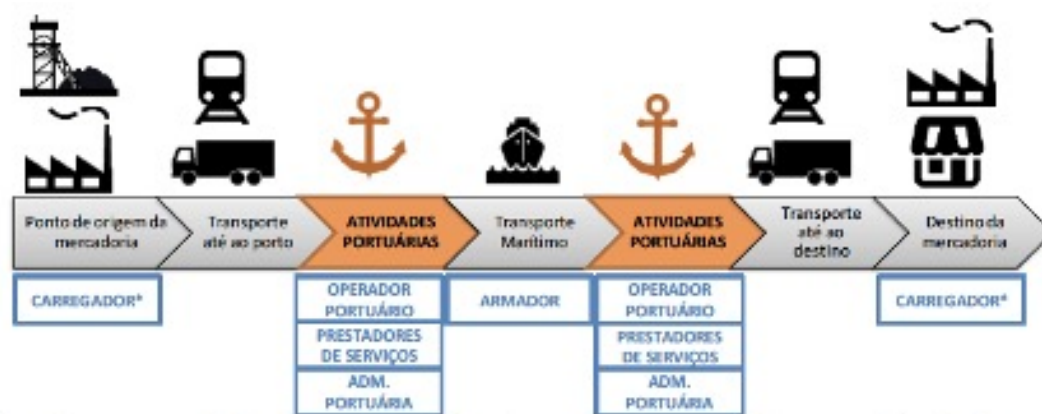 Ponto de origem da
mercadoria
Transporte
até ao porto
ATIVIDADES
PORTUÁRIAS
Transporte
Marítimo
ATIVIDADES
PORTUÁRIAS
Transporte
até ao
destino
Destino da
mercadoria
CARREGADOR*
OPERADOR
PORTUÁRIO
PRESTADORES
DE SERVIÇOS
ADM.
PORTUÁRIA
ARMADOR
OPERADOR
PORTUÁRIO
PRESTADORES
DE SERVIÇOS
ADM.
PORTUÁRIA
CARREGADOR*